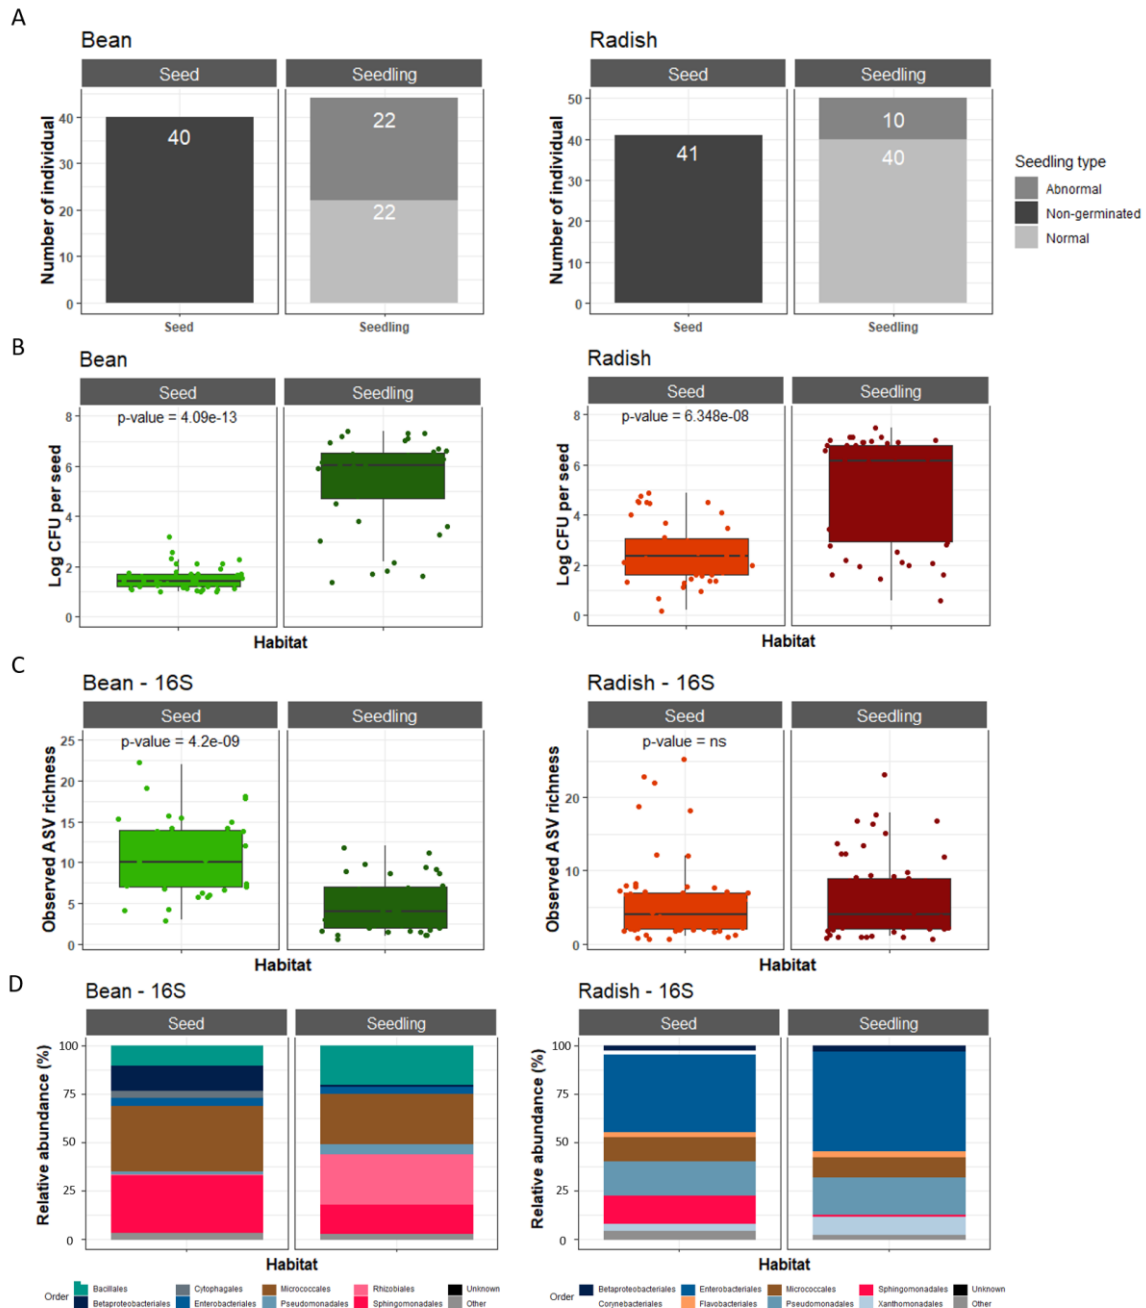 A
Bean
Radish
Seed
Seedling
Seed
Seedling
Number of individual
40
30
20
10
0
40
22
22
Seed
Seedling
Number of individual
50
40
30
20
10
0
41
10
40
Seed
Seedling
Seedling type
Abnormal
Non-germinated
Normal
B
Bean
Radish
Seed
Seedling
Seed
Seedling
Log CFU per seed
8
6
4
2
0
p-value = 4.09e-13
Habitat
Log CFU per seed
8
6
4
2
0
p-value = 6.348e-08
Habitat
C
Bean - 16S
Radish - 16S
Seed
Seedling
Seed
Seedling
Observed ASV richness
25
20
15
10
5
0
p-value = 4.2e-09
Habitat
Observed ASV richness
20
10
0
p-value = ns
Habitat
D
Bean - 16S
Radish - 16S
Seed
Seedling
Seed
Seedling
Relative abundance (%)
100
75
50
25
0
Habitat
Relative abundance (%)
100
75
50
25
0
Habitat
Order
Bacillales
Cytophagales
Micrococcales
Rhizobiales
Unknown
Betaproteobacteriales
Enterobacteriales
Pseudomonadales
Sphingomonadales
Other
Order
Betaproteobacteriales
Enterobacteriales
Micrococcales
Sphingomonadales
Unknown
Corynebacteriales
Flavobacteriales
Pseudomonadales
Xanthomonadales
Other